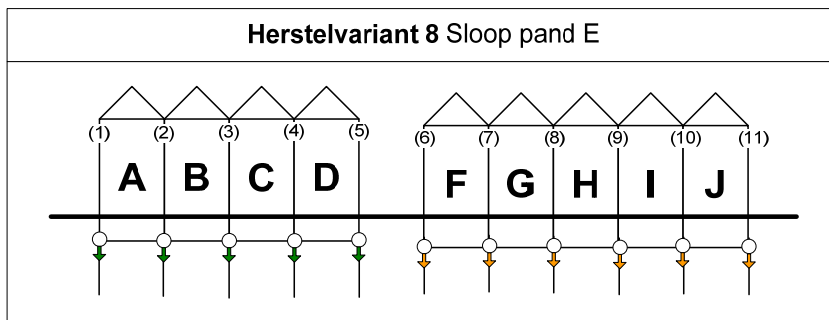 Herstelvariant 8 Sloop pand E
(1) (2) (3) (4) (5) (6) (7) (8) (9) (10) (11)
A B C D F G H I J